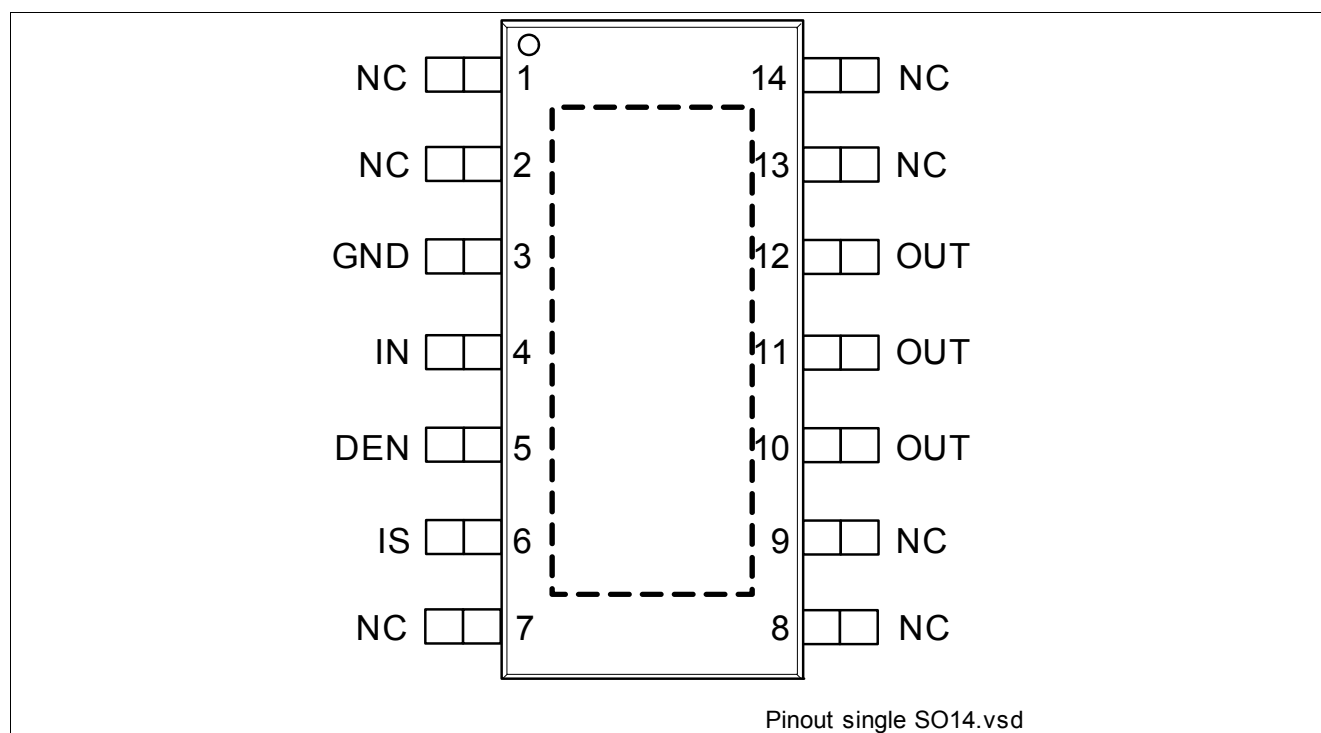 NC 1 14 NC
NC 2 13 NC
GND 3 12 OUT
IN 4 11 OUT
DEN 5 10 OUT
IS 6 9 NC
NC 7 8 NC
Pinout single SO14.vsd